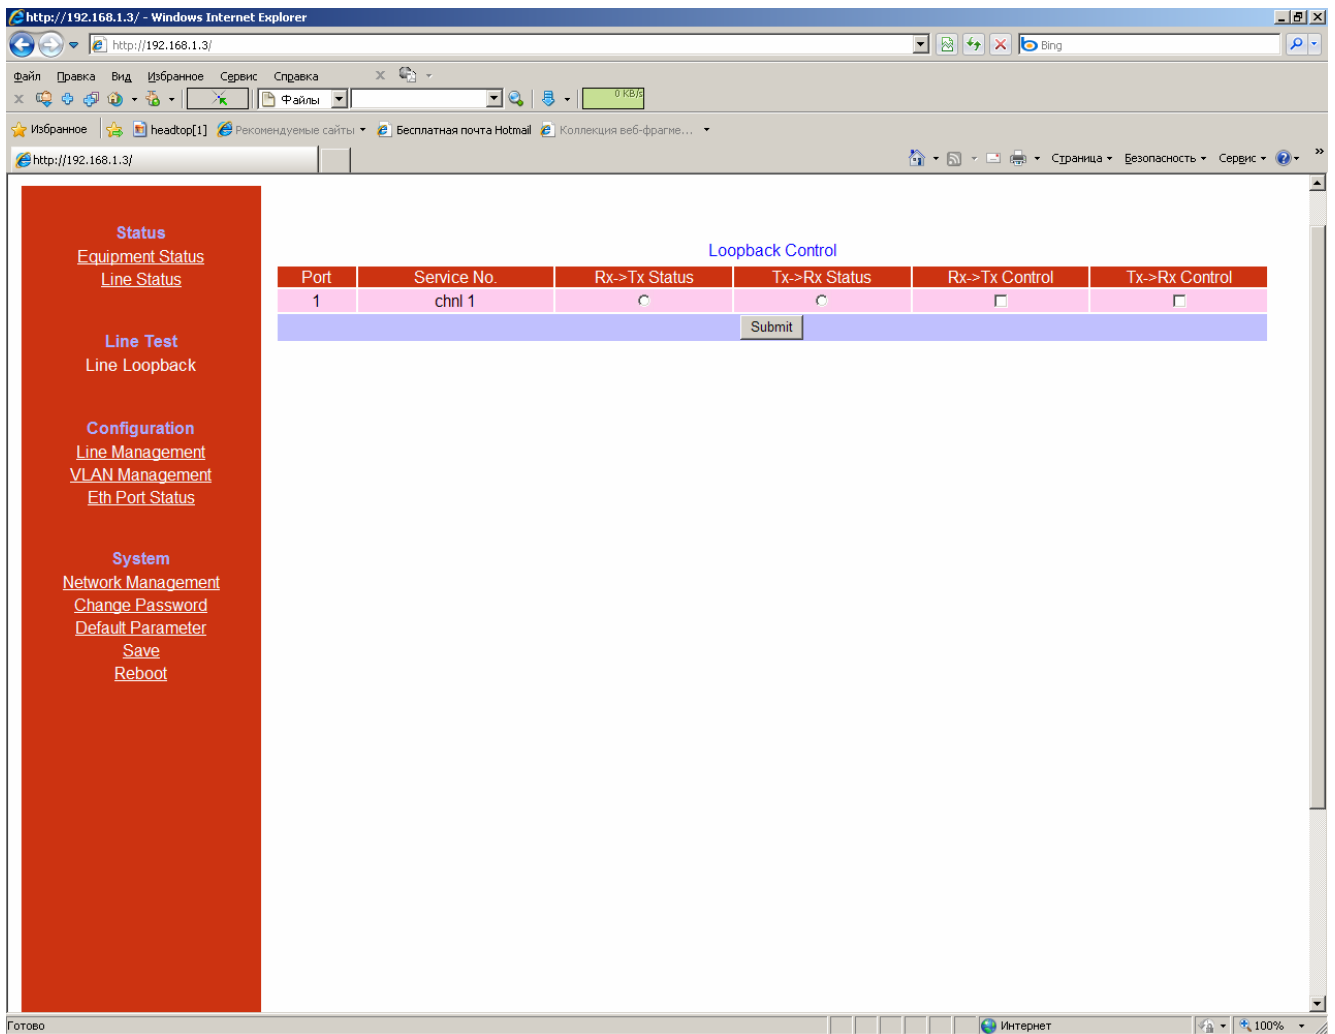 http://192.168.1.3/ - Windows Internet Explorer
http://192.168.1.3/
Bing
Файл Правка Вид Избранное Сервис Справка
Файлы
0 KB/s
Избранное headtop[1] Рекомендуемые сайты Бесплатная почта Hotmail Коллекция веб-фрагме...
http://192.168.1.3/
Страница Безопасность Сервис »
Status
Equipment Status
Line Status
Line Test
Line Loopback
Configuration
Line Management
VLAN Management
Eth Port Status
System
Network Management
Change Password
Default Parameter
Save
Reboot
Loopback Control
Port Service No. Rx->Tx Status Tx->Rx Status Rx->Tx Control Tx->Rx Control
1 chnl 1
Submit
Готово Интернет 100%